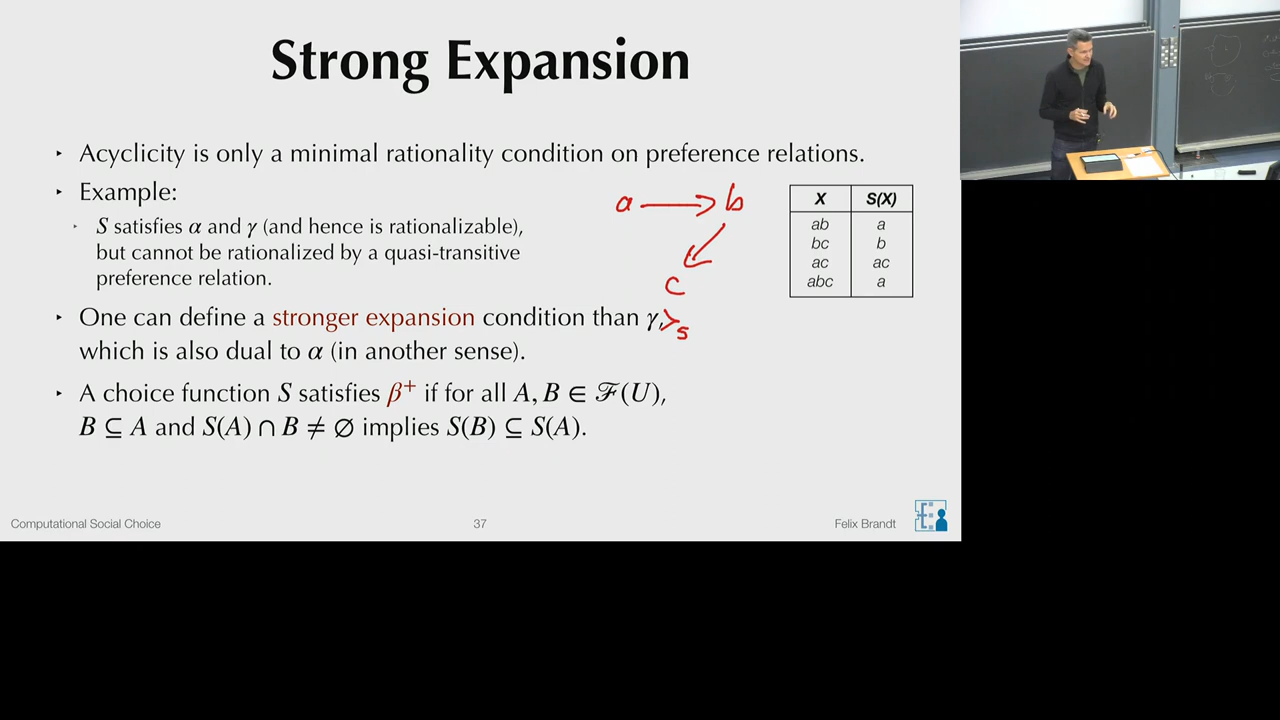 Strong Expansion
‣ Acyclicity is only a minimal rationality condition on preference relations.
‣ Example:
‣ S satisfies α and γ (and hence is rationalizable),
but cannot be rationalized by a quasi-transitive
preference relation.
a → b
c
X S(X)
ab a
bc b
ac ac
abc a
‣ One can define a stronger expansion condition than γ,
>s
which is also dual to α (in another sense).
‣ A choice function S satisfies β⁺ if for all A, B ∈ ℱ(U),
B ⊆ A and S(A) ∩ B ≠ ∅ implies S(B) ⊆ S(A).
Computational Social Choice 37 Felix Brandt